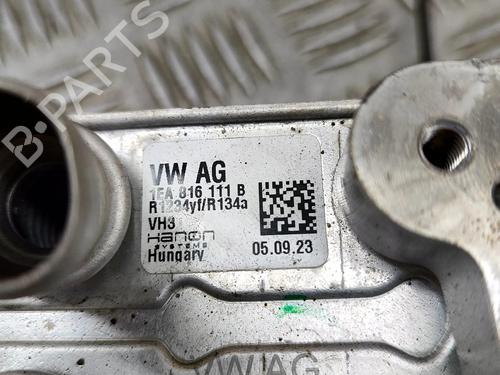 B-PARTS
VW AG
1EA 816 111 B
R1234yf/R134a
VH3
Hanon
SYSTEMS
Hungary
05.09.23
VW AG